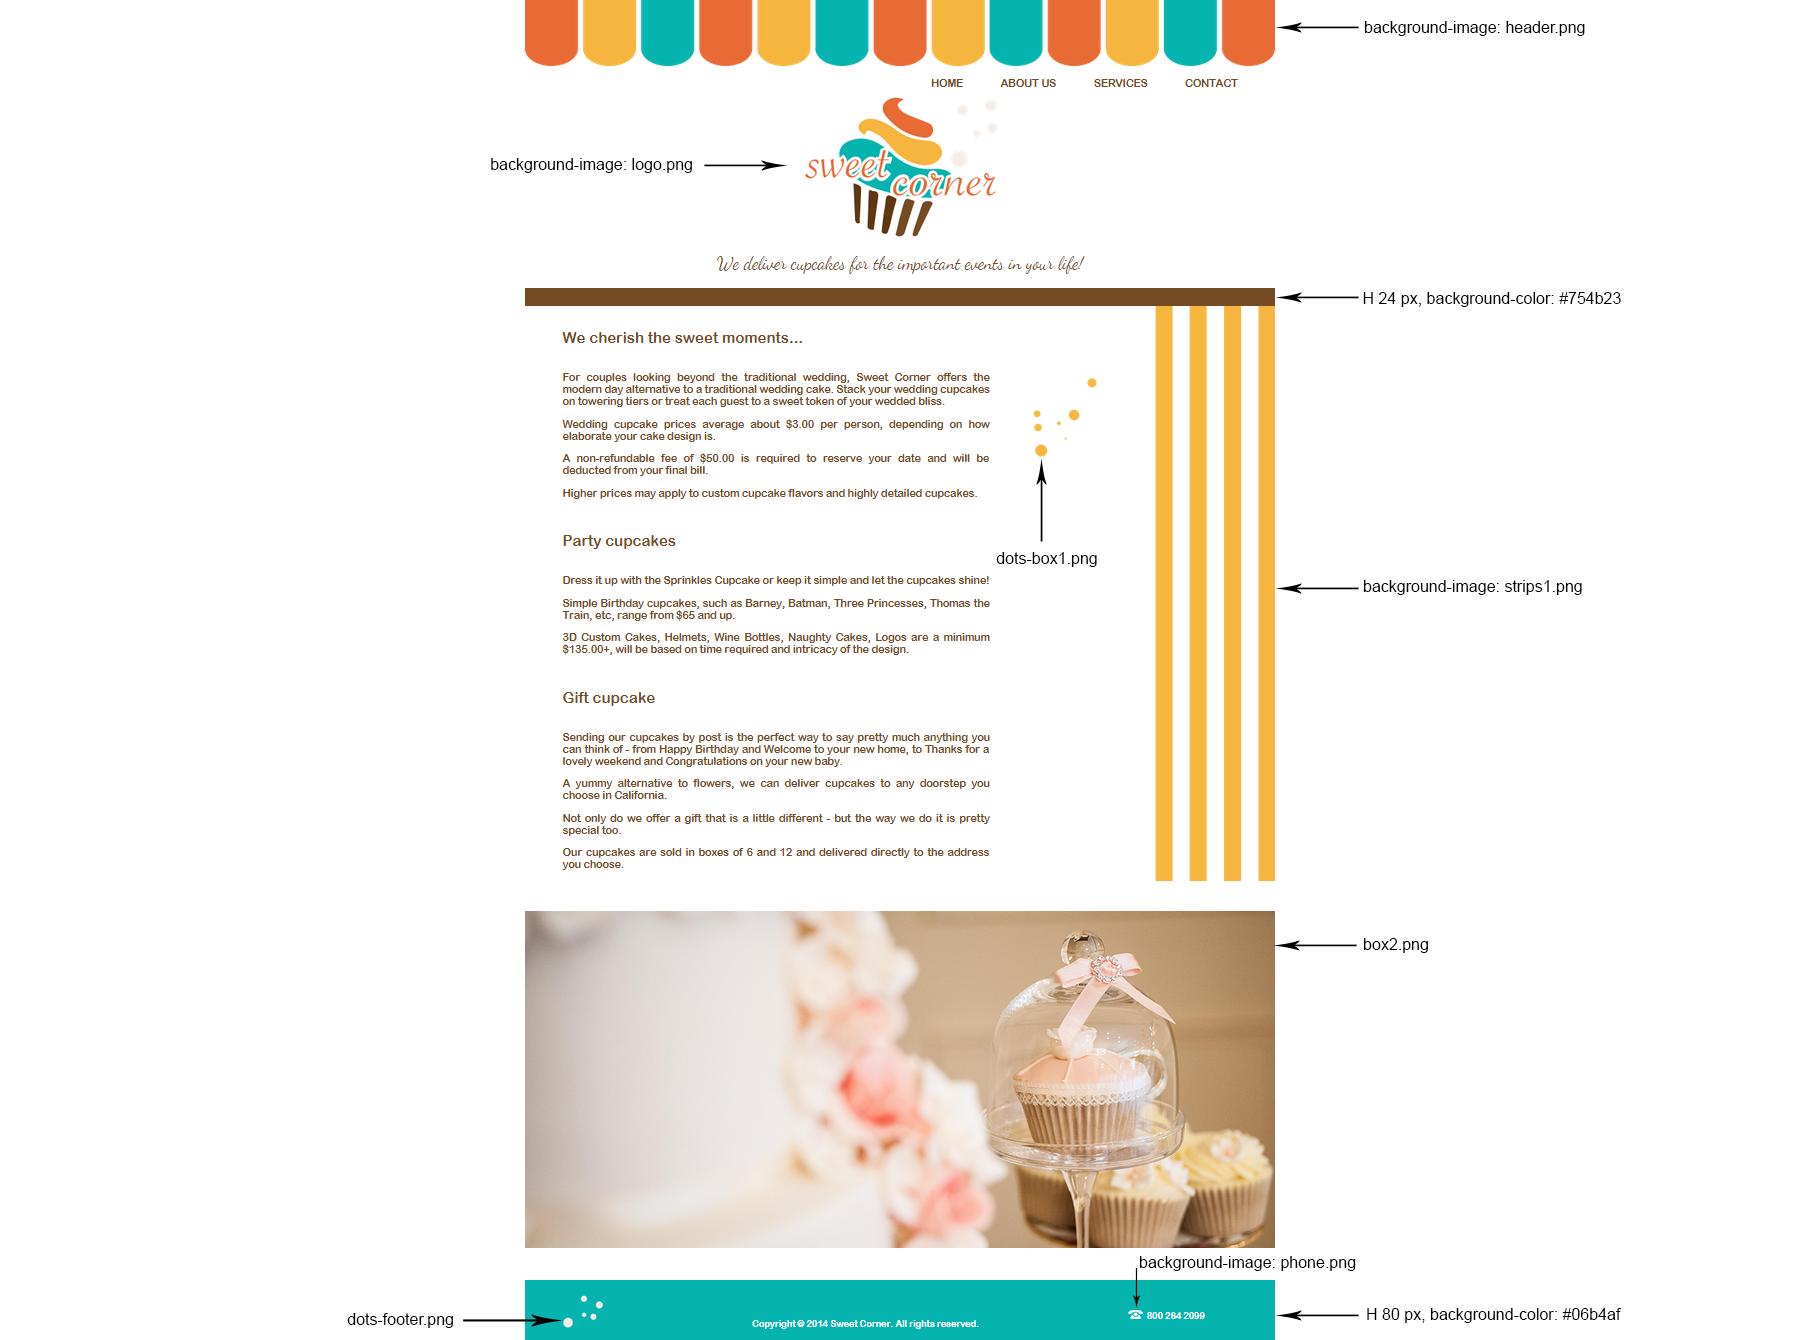 background-image: header.png
HOME ABOUT US SERVICES CONTACT
background-image: logo.png
sweet
corner
We deliver cupcakes for the important events in your life!
H 24 px, background-color: #754b23
We cherish the sweet moments...
For couples looking beyond the traditional wedding, Sweet Corner offers the
modern day alternative to a traditional wedding cake. Stack your wedding cupcakes
on towering tiers or treat each guest to a sweet token of your wedded bliss.
Wedding cupcake prices average about $3.00 per person, depending on how
elaborate your cake design is.
A non-refundable fee of $50.00 is required to reserve your date and will be
deducted from your final bill.
Higher prices may apply to custom cupcake flavors and highly detailed cupcakes.
dots-box1.png
Party cupcakes
Dress it up with the Sprinkles Cupcake or keep it simple and let the cupcakes shine!
Simple Birthday cupcakes, such as Barney, Batman, Three Princesses, Thomas the
Train, etc, range from $65 and up.
3D Custom Cakes, Helmets, Wine Bottles, Naughty Cakes, Logos are a minimum
$135.00+, will be based on time required and intricacy of the design.
background-image: strips1.png
Gift cupcake
Sending our cupcakes by post is the perfect way to say pretty much anything you
can think of - from Happy Birthday and Welcome to your new home, to Thanks for a
lovely weekend and Congratulations on your new baby.
A yummy alternative to flowers, we can deliver cupcakes to any doorstep you
choose in California.
Not only do we offer a gift that is a little different - but the way we do it is pretty
special too.
Our cupcakes are sold in boxes of 6 and 12 and delivered directly to the address
you choose.
box2.png
background-image: phone.png
dots-footer.png
Copyright © 2014 Sweet Corner. All rights reserved.
800 264 2099
H 80 px, background-color: #06b4af